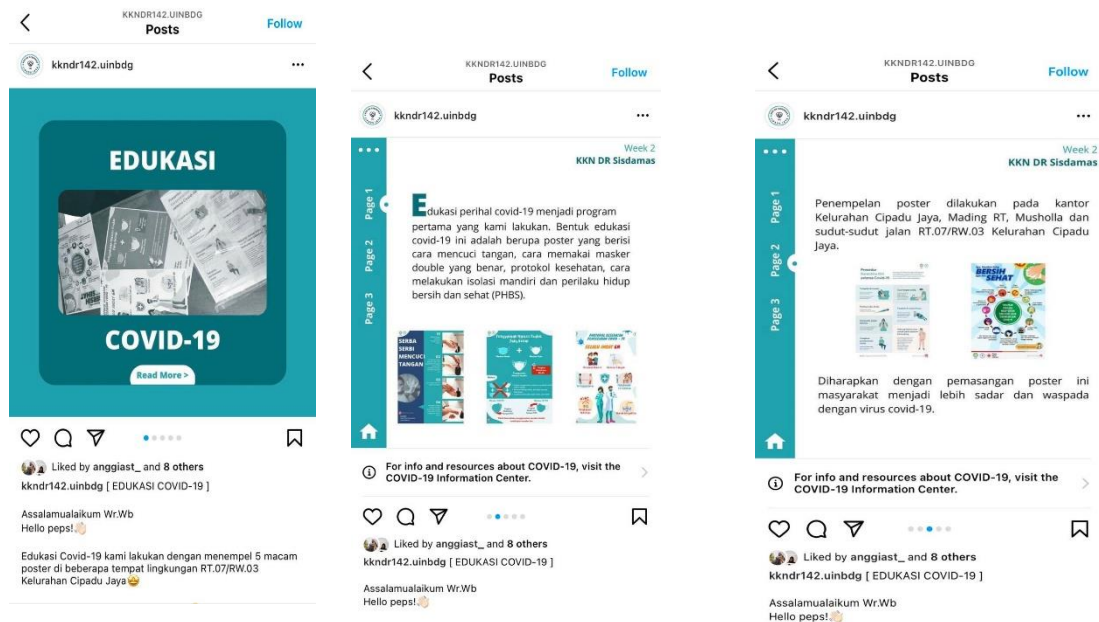 KKNDR142.UINBDG
Posts
Follow
kkndr142.uinbdg
EDUKASI
COVID-19
Read More >
Liked by anggiast_ and 8 others
kkndr142.uinbdg [ EDUKASI COVID-19 ]
Assalamualaikum Wr.Wb
Hello peps!👏🏻
Edukasi Covid-19 kami lakukan dengan menempel 5 macam
poster di beberapa tempat lingkungan RT.07/RW.03
Kelurahan Cipadu Jaya🤩
KKNDR142.UINBDG
Posts
Follow
kkndr142.uinbdg
Week 2
KKN DR Sisdamas
Page 1
Page 2
Page 3
Edukasi perihal covid-19 menjadi program
pertama yang kami lakukan. Bentuk edukasi
covid-19 ini adalah berupa poster yang berisi
cara mencuci tangan, cara memakai masker
double yang benar, protokol kesehatan, cara
melakukan isolasi mandiri dan perilaku hidup
bersih dan sehat (PHBS).
SERBA
SERBI
MENCUCI
TANGAN
For info and resources about COVID-19, visit the
COVID-19 Information Center.
Liked by anggiast_ and 8 others
kkndr142.uinbdg [ EDUKASI COVID-19 ]
Assalamualaikum Wr.Wb
Hello peps!👏🏻
KKNDR142.UINBDG
Posts
Follow
kkndr142.uinbdg
Week 2
KKN DR Sisdamas
Page 1
Page 2
Page 3
Penempelan poster dilakukan pada kantor
Kelurahan Cipadu Jaya, Mading RT, Musholla dan
sudut-sudut jalan RT.07/RW.03 Kelurahan Cipadu
Jaya.
BERSIH
SEHAT
Diharapkan dengan pemasangan poster ini
masyarakat menjadi lebih sadar dan waspada
dengan virus covid-19.
For info and resources about COVID-19, visit the
COVID-19 Information Center.
Liked by anggiast_ and 8 others
kkndr142.uinbdg [ EDUKASI COVID-19 ]
Assalamualaikum Wr.Wb
Hello peps!👏🏻